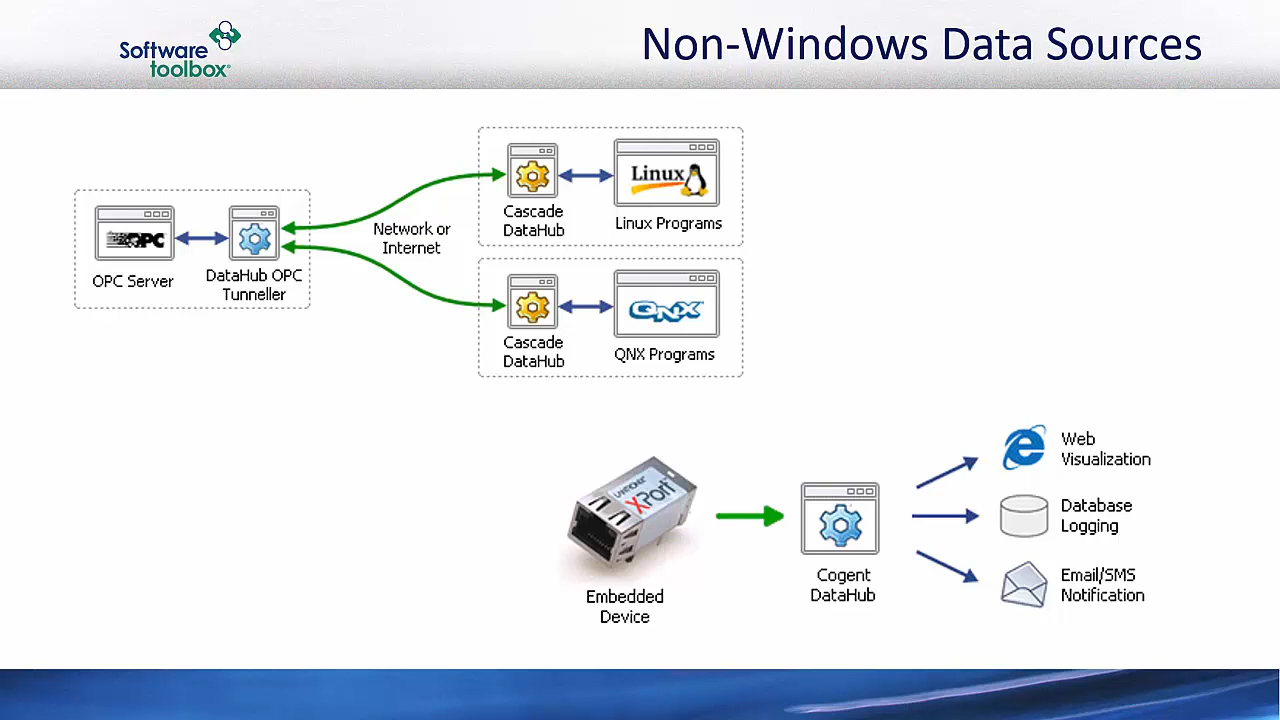 Software
toolbox®
Non-Windows Data Sources
OPC
OPC Server
DataHub OPC
Tunneller
Network or
Internet
Cascade
DataHub
Linux
Linux Programs
Cascade
DataHub
QNX
QNX Programs
LANTRONIX
XPort
Embedded
Device
Cogent
DataHub
Web
Visualization
Database
Logging
Email/SMS
Notification